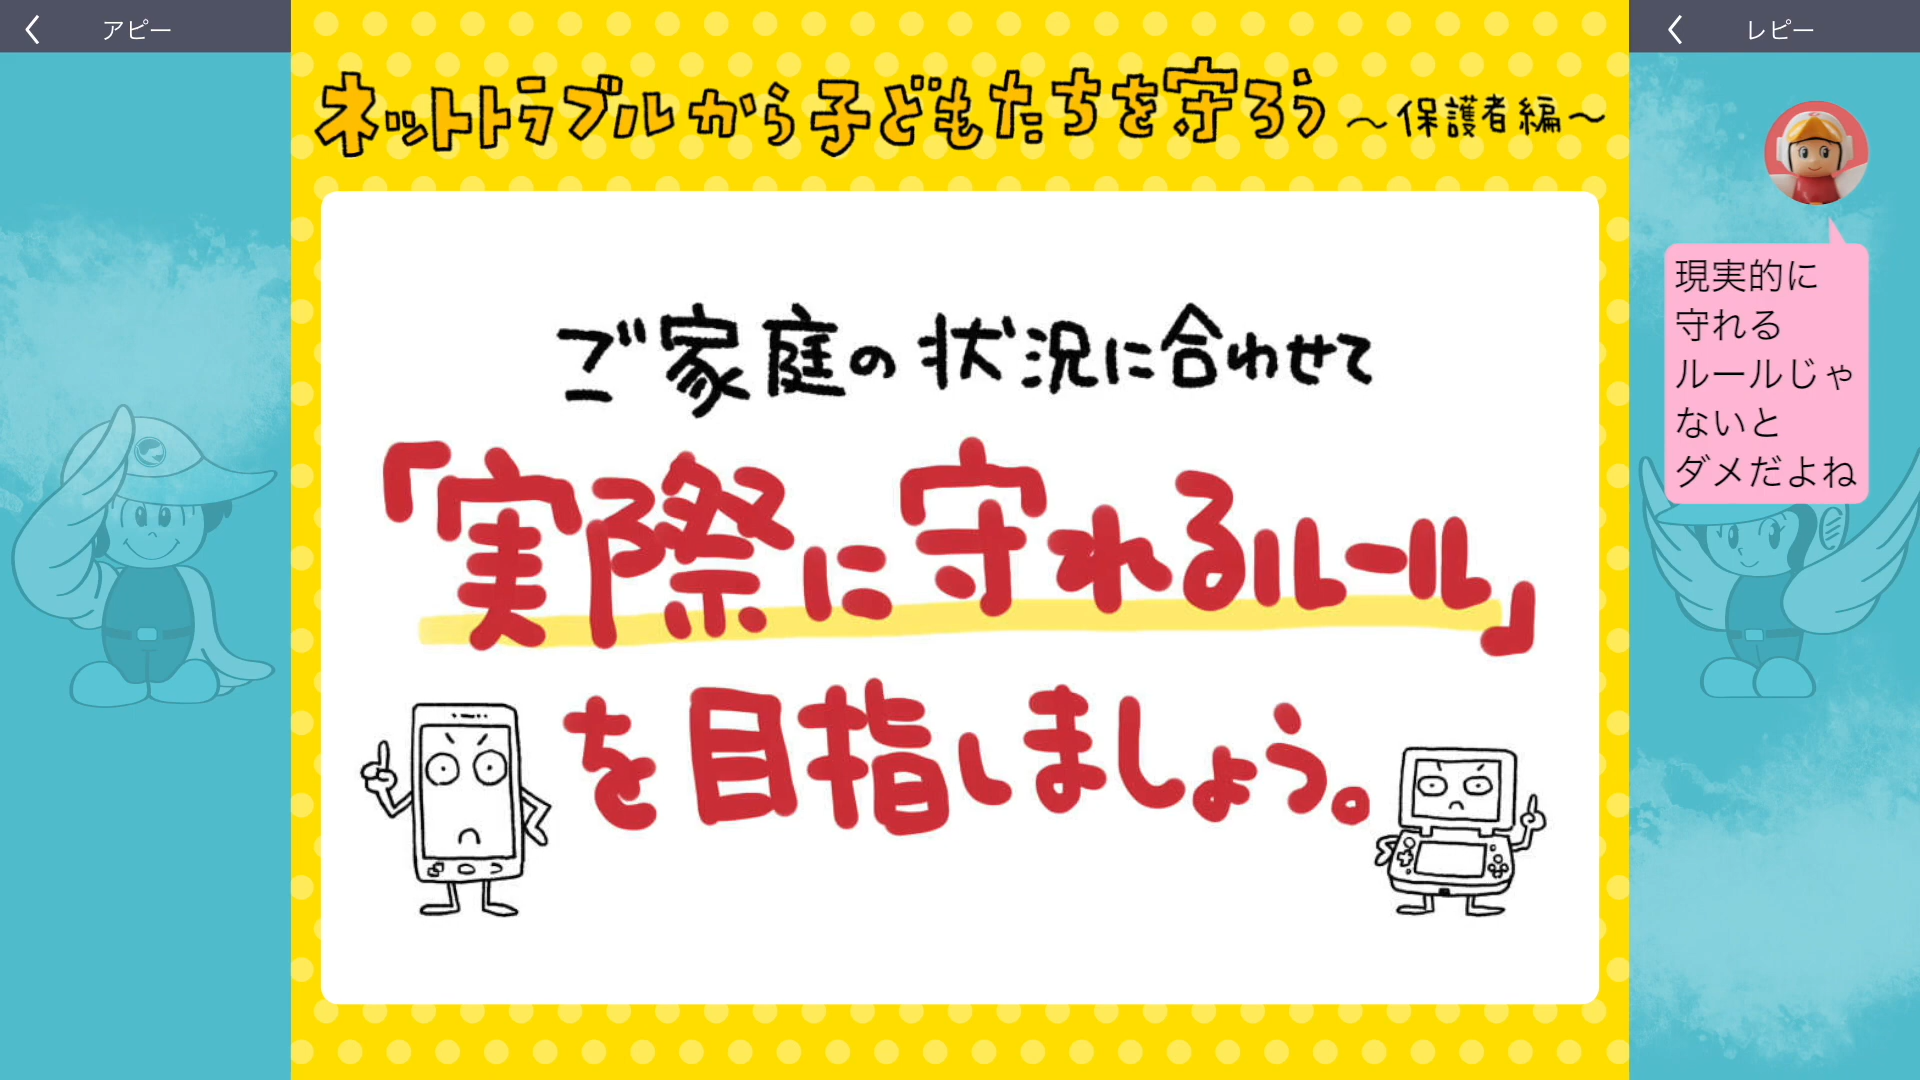 アピー
ネットトラブルから子どもたちを守ろう ～保護者編～
レピー
ご家庭の状況に合わせて
「実際に守れるルール」
を目指しましょう。
現実的に
守れる
ルールじゃ
ないと
ダメだよね